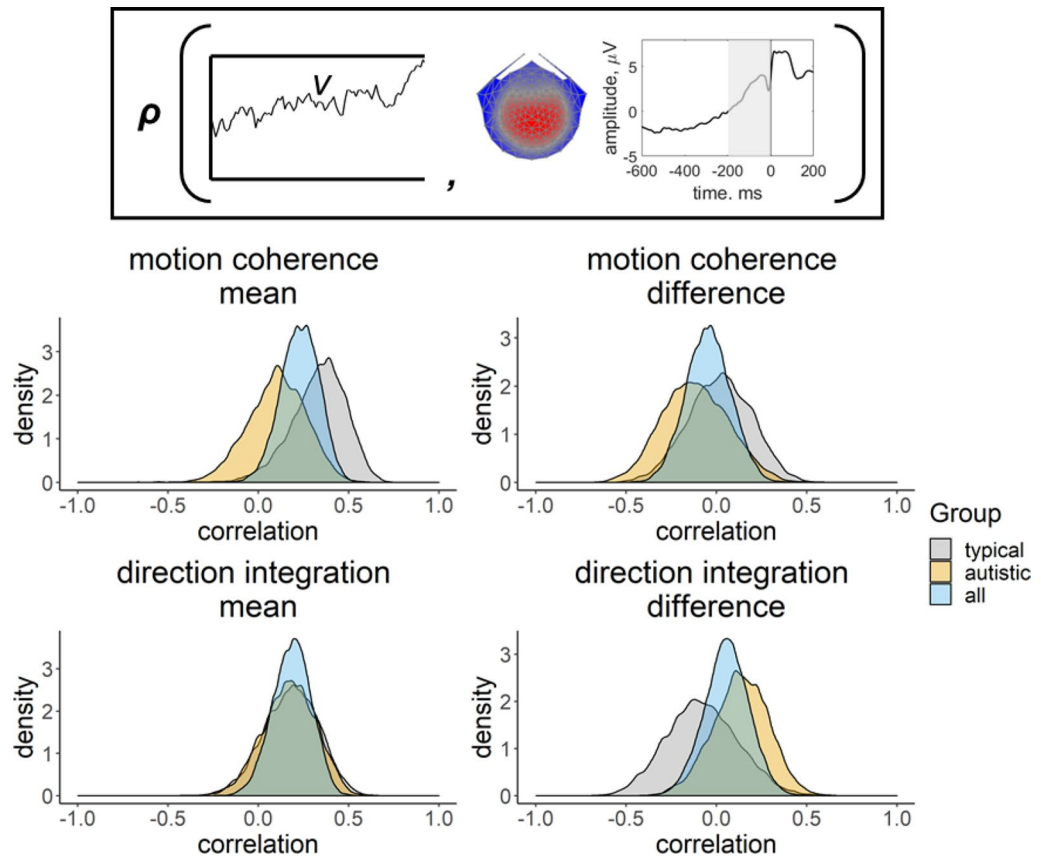 ρ
v
,
amplitude, μV
5
0
-5
-600 -400 -200 0 200
time. ms
motion coherence
mean
density
3
2
1
0
-1.0 -0.5 0.0 0.5 1.0
correlation
motion coherence
difference
density
3
2
1
0
-1.0 -0.5 0.0 0.5 1.0
correlation
Group
typical
autistic
all
direction integration
mean
density
3
2
1
0
-1.0 -0.5 0.0 0.5 1.0
correlation
direction integration
difference
density
3
2
1
0
-1.0 -0.5 0.0 0.5 1.0
correlation